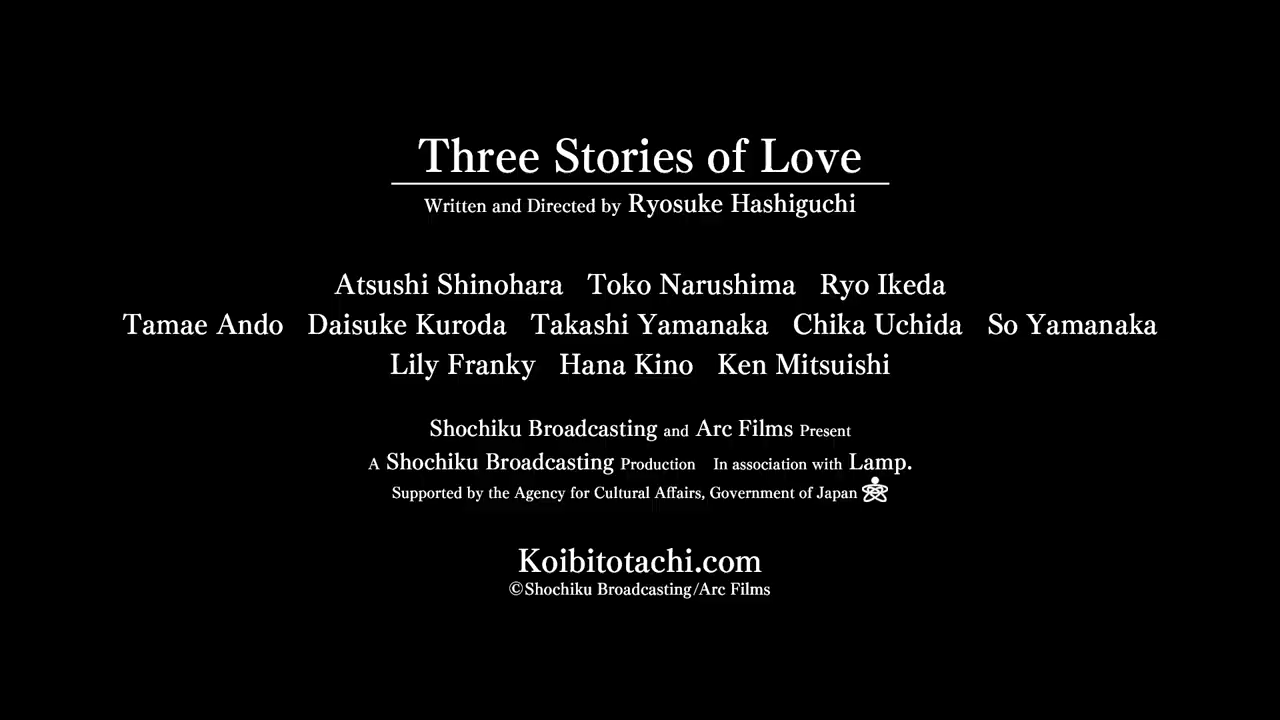 Three Stories of Love
Written and Directed by Ryosuke Hashiguchi
Atsushi Shinohara Toko Narushima Ryo Ikeda
Tamae Ando Daisuke Kuroda Takashi Yamanaka Chika Uchida So Yamanaka
Lily Franky Hana Kino Ken Mitsuishi
Shochiku Broadcasting and Arc Films Present
A Shochiku Broadcasting Production In association with Lamp.
Supported by the Agency for Cultural Affairs, Government of Japan
Koibitotachi.com
©Shochiku Broadcasting/Arc Films